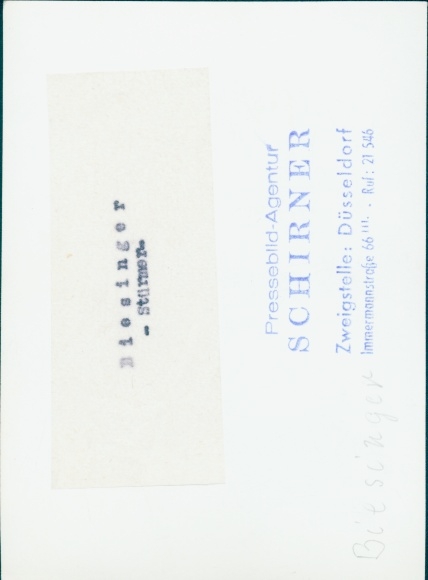 Biesinger
- Stürmer-
Pressebild-Agentur
SCHIRNER
Zweigstelle: Düsseldorf
Immermannstraße 66 III. · Ruf: 21 546
Biesinger